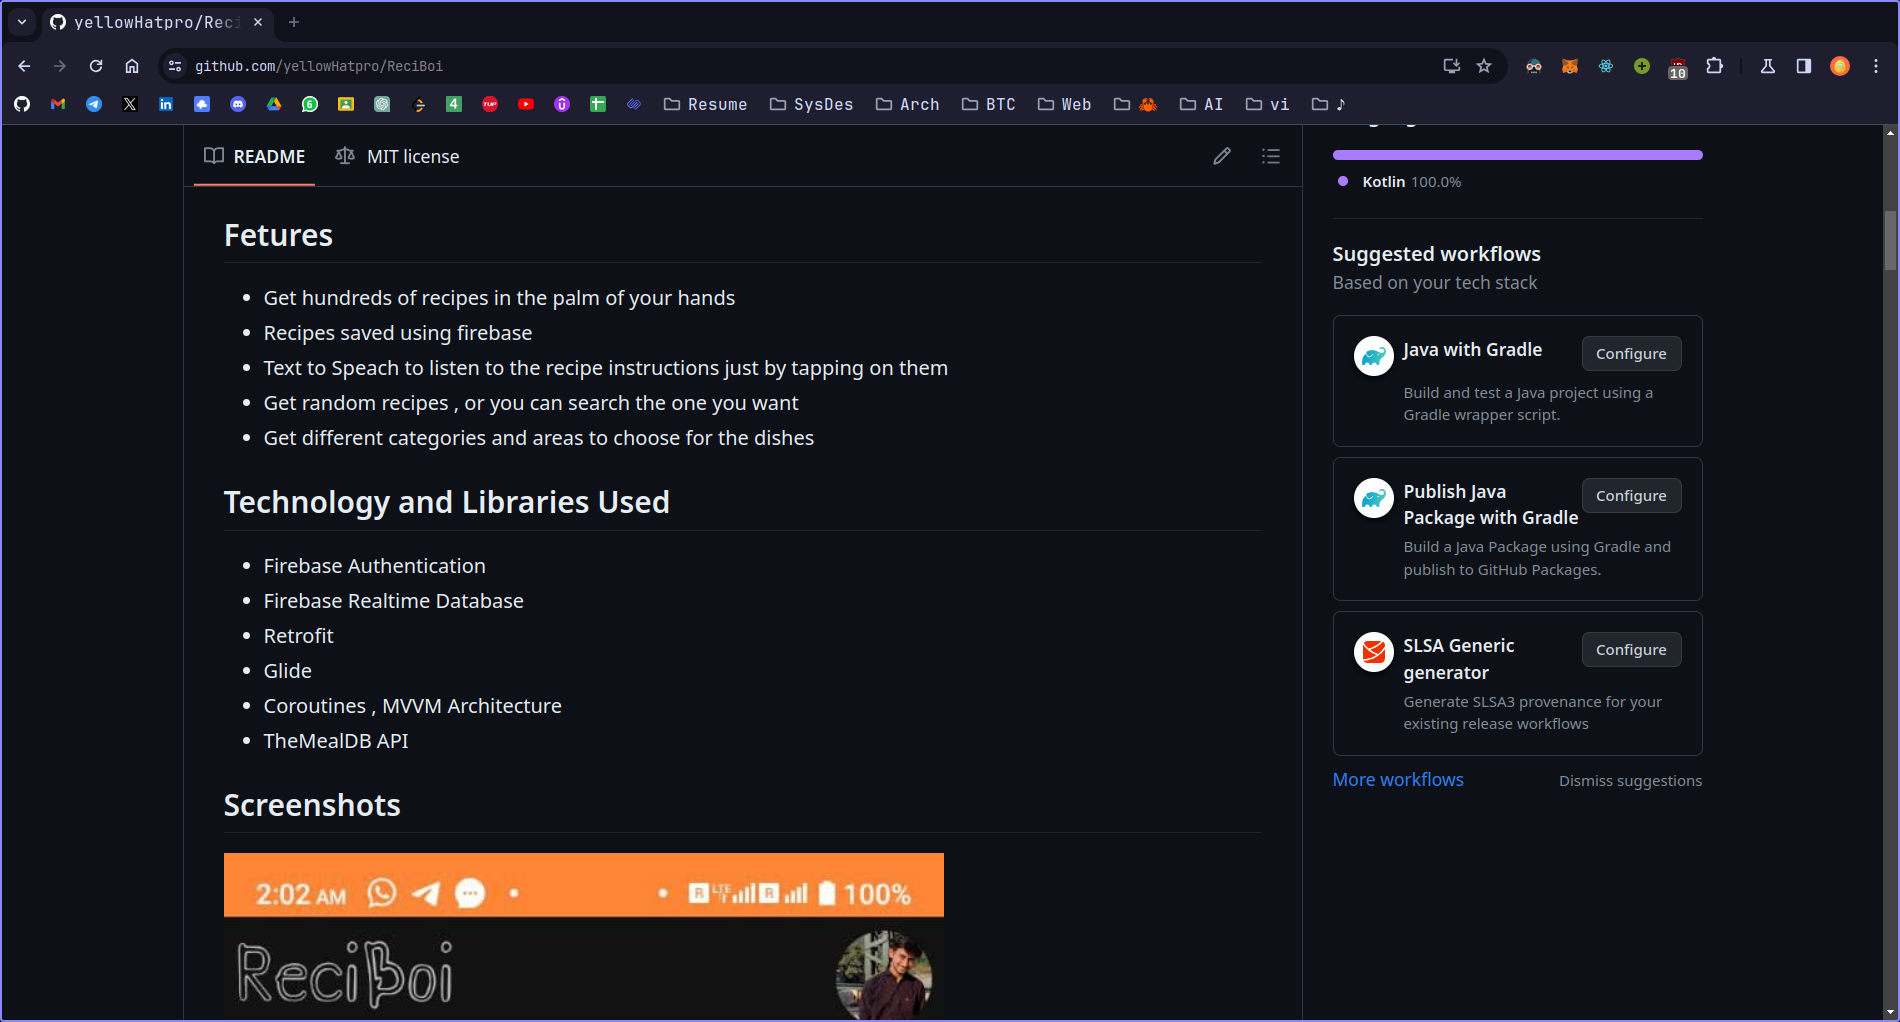 yellowHatpro/Reci
github.com/yellowHatpro/ReciBoi
10
Resume
SysDes
Arch
BTC
Web
AI
vi
README
MIT license
Kotlin 100.0%
Fetures
Get hundreds of recipes in the palm of your hands
Recipes saved using firebase
Text to Speach to listen to the recipe instructions just by tapping on them
Get random recipes , or you can search the one you want
Get different categories and areas to choose for the dishes
Technology and Libraries Used
Firebase Authentication
Firebase Realtime Database
Retrofit
Glide
Coroutines , MVVM Architecture
TheMealDB API
Screenshots
2:02 AM
R LTE R 100%
ReciBoi
Suggested workflows
Based on your tech stack
Java with Gradle
Configure
Build and test a Java project using a
Gradle wrapper script.
Publish Java
Package with Gradle
Configure
Build a Java Package using Gradle and
publish to GitHub Packages.
SLSA Generic
generator
Configure
Generate SLSA3 provenance for your
existing release workflows
More workflows
Dismiss suggestions